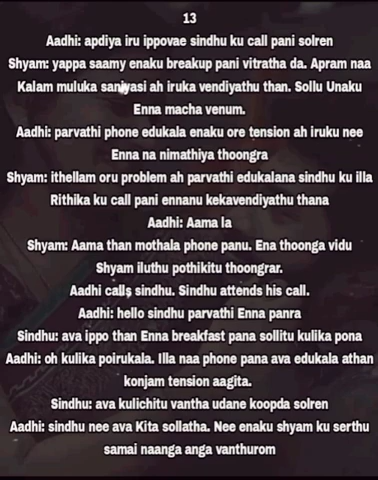 13
Aadhi: apdiya iru ippovae sindhu ku call pani solren
Shyam: yappa saamy enaku breakup pani vitratha da. Apram naa
Kalam muluka saniyasi ah iruka vendiyathu than. Sollu Unaku
Enna macha venum.
Aadhi: parvathi phone edukala enaku ore tension ah iruku nee
Enna na nimathiya thoongra
Shyam: ithellam oru problem ah parvathi edukalana sindhu ku illa
Rithika ku call pani ennanu kekavendiyathu thana
Aadhi: Aama la
Shyam: Aama than mothala phone panu. Ena thoonga vidu
Shyam iluthu pothikitu thoongrar.
Aadhi calls sindhu. Sindhu attends his call.
Aadhi: hello sindhu parvathi Enna panra
Sindhu: ava ippo than Enna breakfast pana sollitu kulika pona
Aadhi: oh kulika poirukala. Illa naa phone pana ava edukala athan
konjam tension aagita.
Sindhu: ava kulichitu vantha udane koopda solren
Aadhi: sindhu nee ava Kita sollatha. Nee enaku shyam ku serthu
samai naanga anga vanthurom